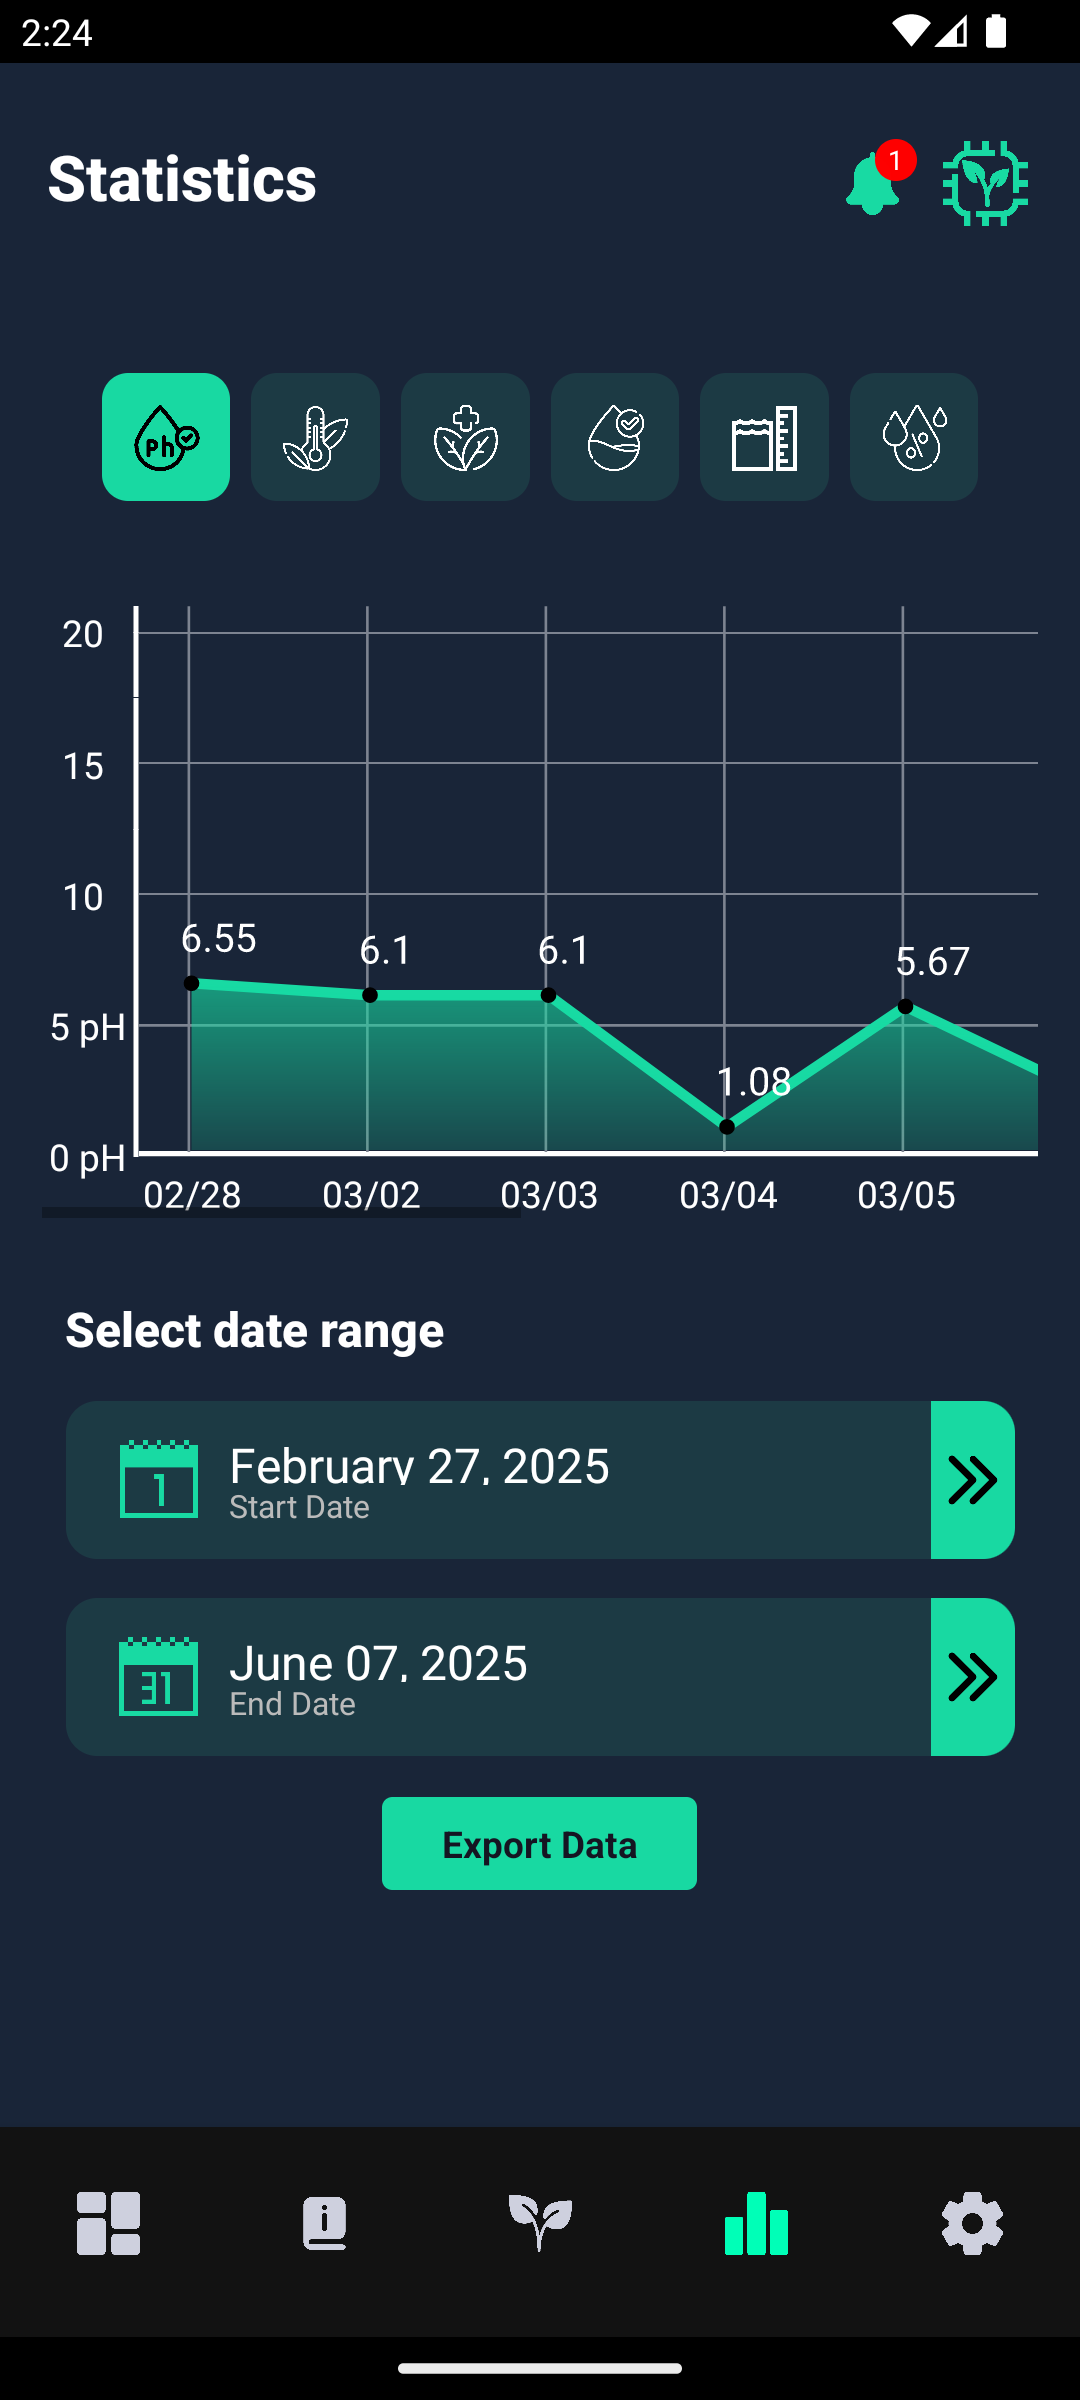 2:24
Statistics
1
Ph
20
15
10
5 pH
0 pH
6.55
6.1
6.1
1.08
5.67
02/28
03/02
03/03
03/04
03/05
Select date range
1
February 27, 2025
Start Date
31
June 07, 2025
End Date
Export Data